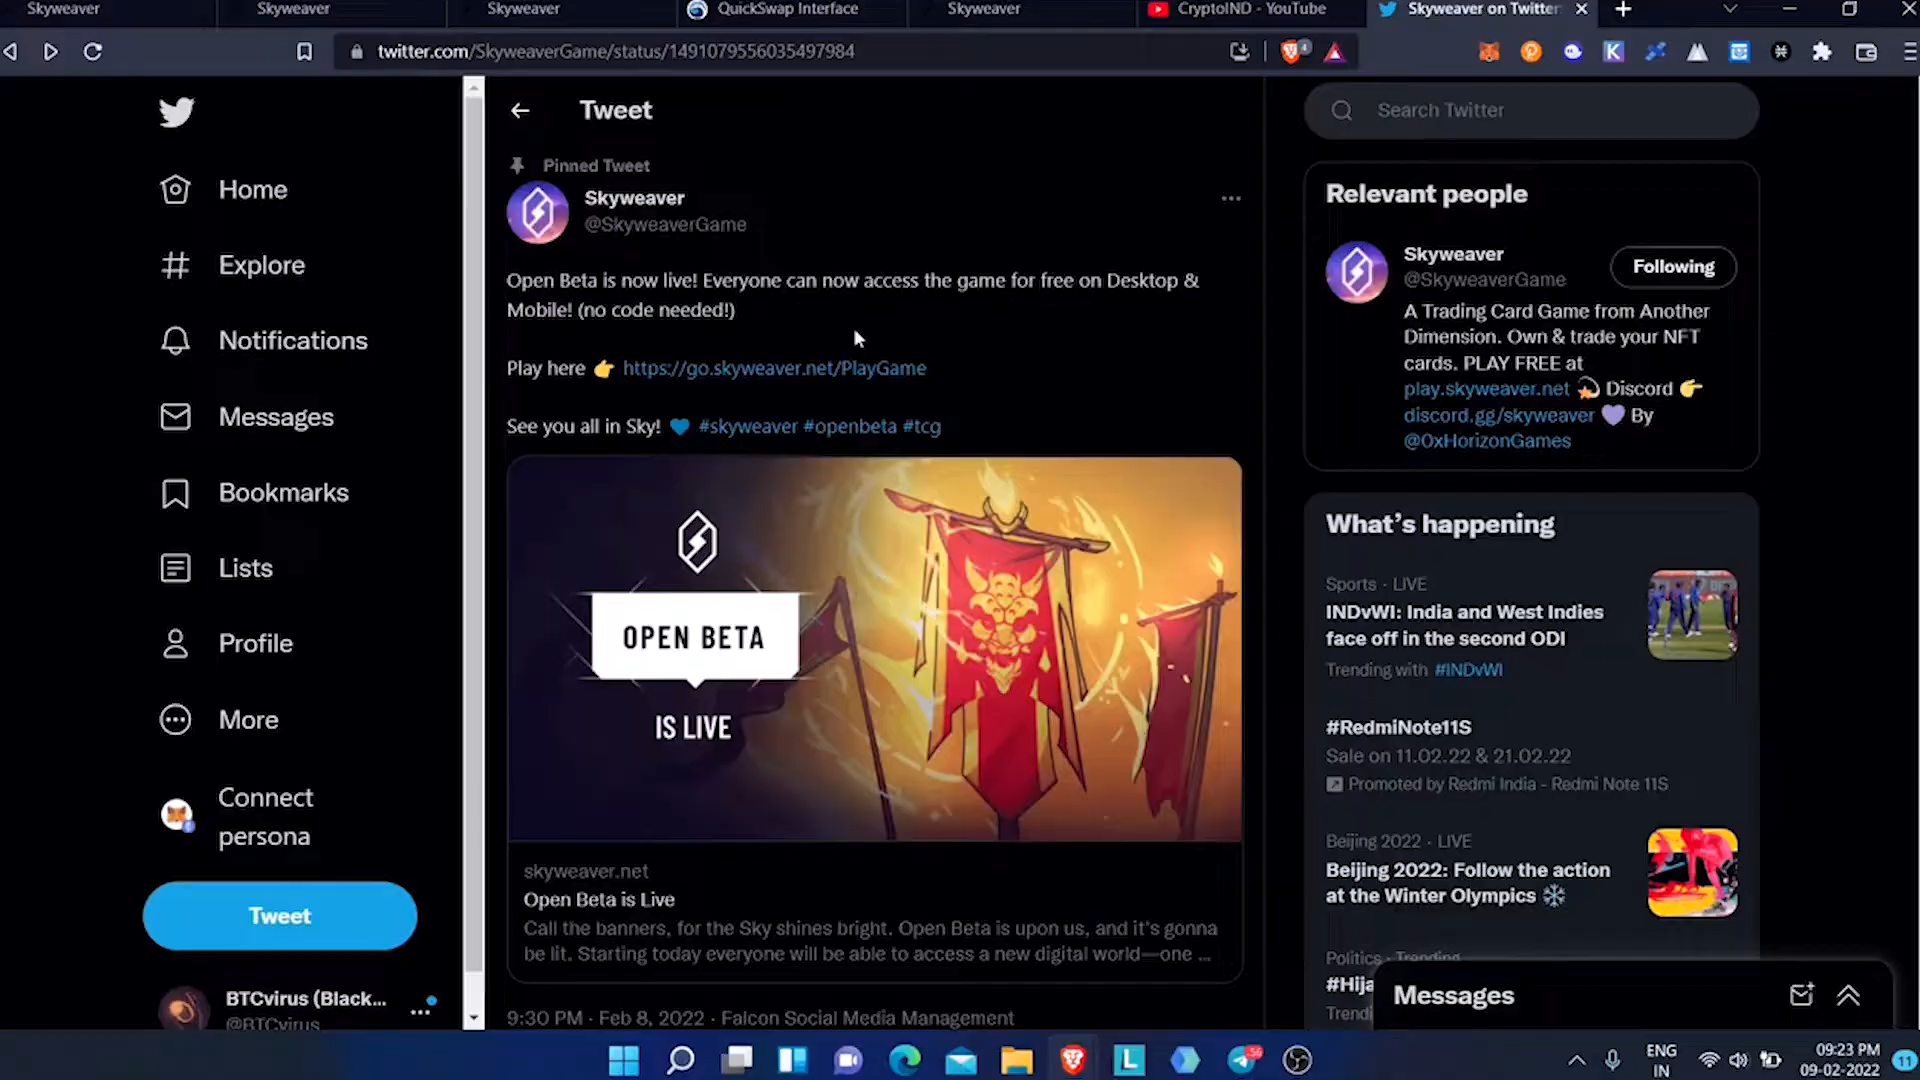 Skyweaver
Skyweaver
Skyweaver
QuickSwap Interface
Skyweaver
CryptoIND - YouTube
Skyweaver on Twitter
twitter.com/SkyweaverGame/status/1491079556035497984
4
Home
Explore
Notifications
Messages
Bookmarks
Lists
Profile
More
Connect
persona
Tweet
BTCvirus (Black...
@BTCvirus
Tweet
Pinned Tweet
Skyweaver
@SkyweaverGame
Open Beta is now live! Everyone can now access the game for free on Desktop &
Mobile! (no code needed!)
Play here 👉 https://go.skyweaver.net/PlayGame
See you all in Sky! 💙 #skyweaver #openbeta #tcg
OPEN BETA
IS LIVE
skyweaver.net
Open Beta is Live
Call the banners, for the Sky shines bright. Open Beta is upon us, and it's gonna
be lit. Starting today everyone will be able to access a new digital world—one ...
9:30 PM · Feb 8, 2022 · Falcon Social Media Management
Search Twitter
Relevant people
Skyweaver
@SkyweaverGame
Following
A Trading Card Game from Another
Dimension. Own & trade your NFT
cards. PLAY FREE at
play.skyweaver.net 💫 Discord 👉
discord.gg/skyweaver 💜 By
@0xHorizonGames
What's happening
Sports · LIVE
INDvWI: India and West Indies
face off in the second ODI
Trending with #INDvWI
#RedmiNote11S
Sale on 11.02.22 & 21.02.22
Promoted by Redmi India - Redmi Note 11S
Beijing 2022 · LIVE
Beijing 2022: Follow the action
at the Winter Olympics ❄️
Politics · Trending
#Hija
Trendi
Messages
K
L
56
ENG
IN
09:23 PM
09-02-2022
11